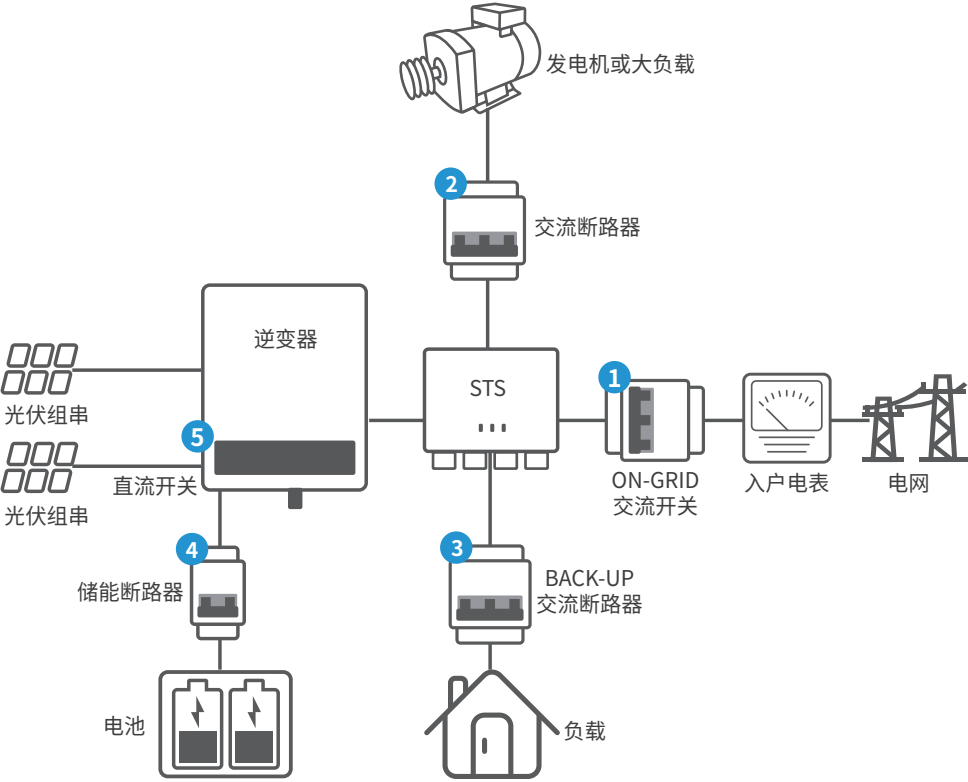 发电机或大负载
2
交流断路器
逆变器
光伏组串
STS
1
5
光伏组串
直流开关
ON-GRID
交流开关
入户电表
电网
4
储能断路器
3
BACK-UP
交流断路器
电池
负载